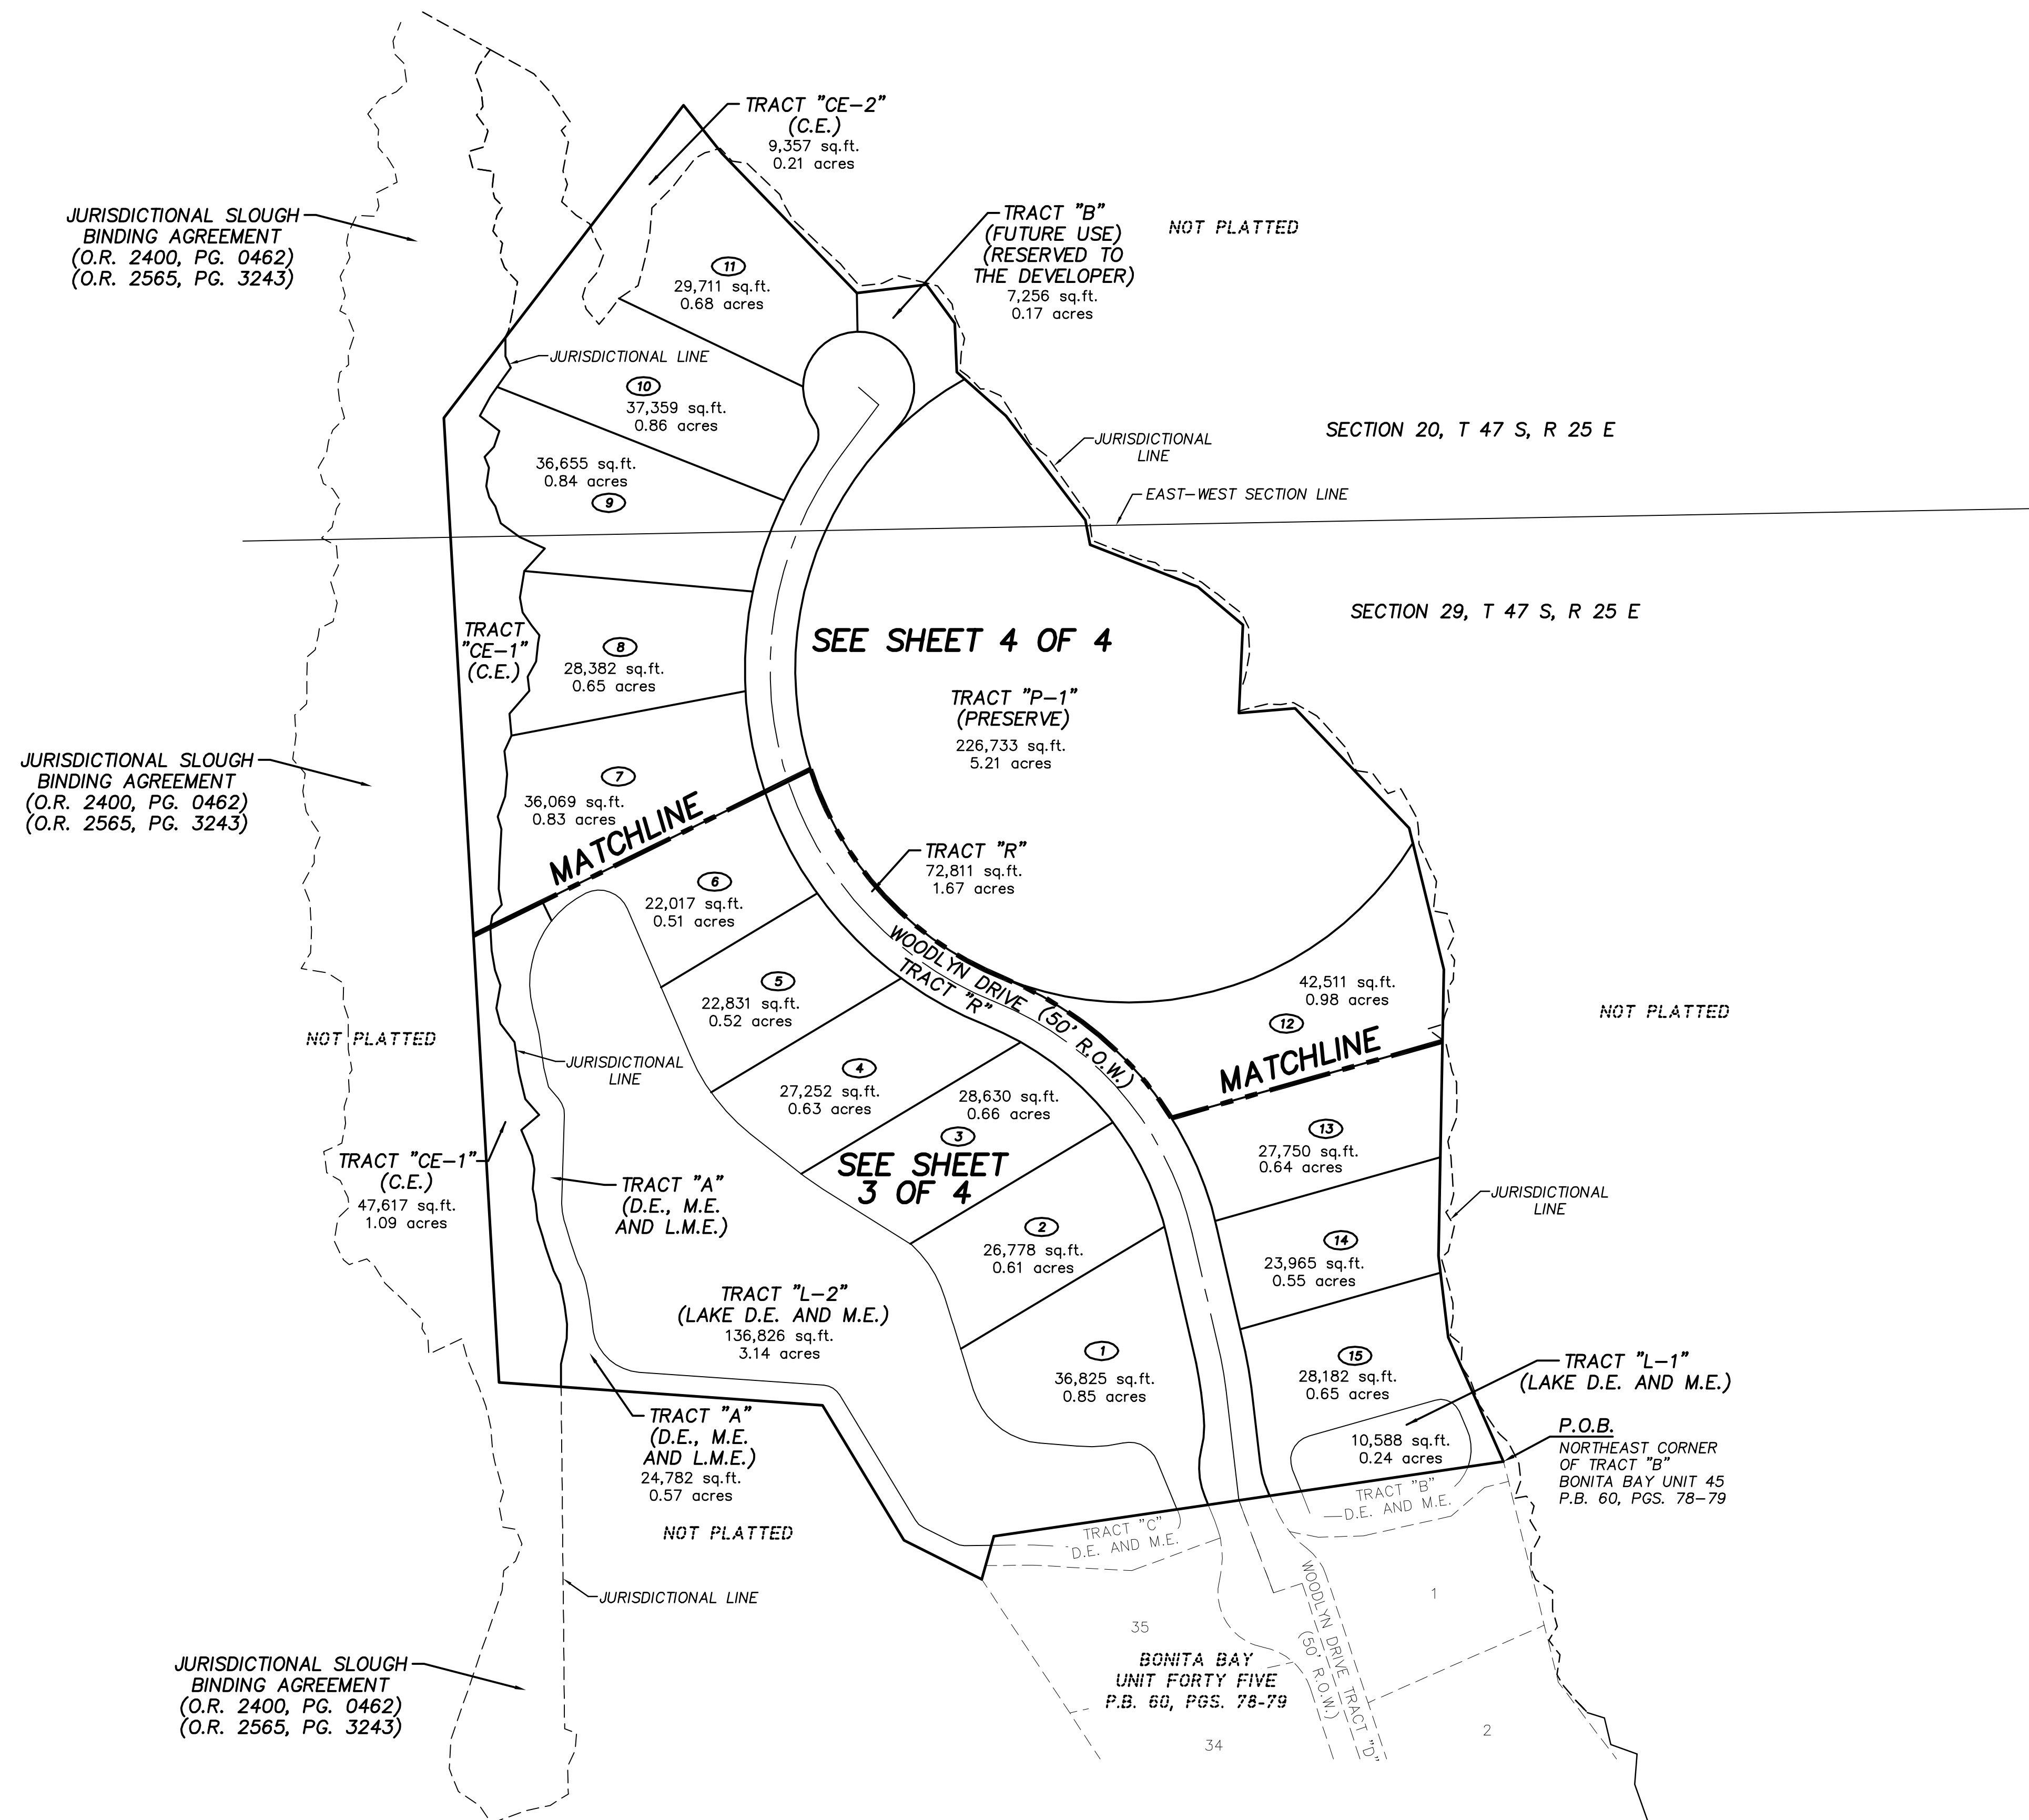 TRACT "CE-2"
(C.E.)
9,357 sq.ft.
0.21 acres
JURISDICTIONAL SLOUGH
BINDING AGREEMENT
(O.R. 2400, PG. 0462)
(O.R. 2565, PG. 3243)
TRACT "B"
(FUTURE USE)
(RESERVED TO
THE DEVELOPER)
7,256 sq.ft.
0.17 acres
NOT PLATTED
11
29,711 sq.ft.
0.68 acres
JURISDICTIONAL LINE
10
37,359 sq.ft.
0.86 acres
SECTION 20, T 47 S, R 25 E
JURISDICTIONAL
LINE
36,655 sq.ft.
0.84 acres
9
EAST-WEST SECTION LINE
SECTION 29, T 47 S, R 25 E
TRACT
"CE-1"
(C.E.)
8
28,382 sq.ft.
0.65 acres
SEE SHEET 4 OF 4
TRACT "P-1"
(PRESERVE)
226,733 sq.ft.
5.21 acres
JURISDICTIONAL SLOUGH
BINDING AGREEMENT
(O.R. 2400, PG. 0462)
(O.R. 2565, PG. 3243)
7
36,069 sq.ft.
0.83 acres
MATCHLINE
TRACT "R"
72,811 sq.ft.
1.67 acres
6
22,017 sq.ft.
0.51 acres
WOODLYN DRIVE (50' R.O.W.)
TRACT "R"
5
22,831 sq.ft.
0.52 acres
42,511 sq.ft.
0.98 acres
12
MATCHLINE
NOT PLATTED
NOT PLATTED
JURISDICTIONAL
LINE
4
27,252 sq.ft.
0.63 acres
28,630 sq.ft.
0.66 acres
3
SEE SHEET
3 OF 4
13
27,750 sq.ft.
0.64 acres
TRACT "CE-1"
(C.E.)
47,617 sq.ft.
1.09 acres
TRACT "A"
(D.E., M.E.
AND L.M.E.)
JURISDICTIONAL
LINE
2
26,778 sq.ft.
0.61 acres
14
23,965 sq.ft.
0.55 acres
TRACT "L-2"
(LAKE D.E. AND M.E.)
136,826 sq.ft.
3.14 acres
1
36,825 sq.ft.
0.85 acres
15
28,182 sq.ft.
0.65 acres
TRACT "L-1"
(LAKE D.E. AND M.E.)
10,588 sq.ft.
0.24 acres
P.O.B.
NORTHEAST CORNER
OF TRACT "B"
BONITA BAY UNIT 45
P.B. 60, PGS. 78-79
TRACT "A"
(D.E., M.E.
AND L.M.E.)
24,782 sq.ft.
0.57 acres
NOT PLATTED
TRACT "B"
D.E. AND M.E.
TRACT "C"
D.E. AND M.E.
JURISDICTIONAL LINE
WOODLYN DRIVE TRACT "D"
(50' R.O.W.)
1
35
BONITA BAY
UNIT FORTY FIVE
P.B. 60, PGS. 78-79
34
2
JURISDICTIONAL SLOUGH
BINDING AGREEMENT
(O.R. 2400, PG. 0462)
(O.R. 2565, PG. 3243)